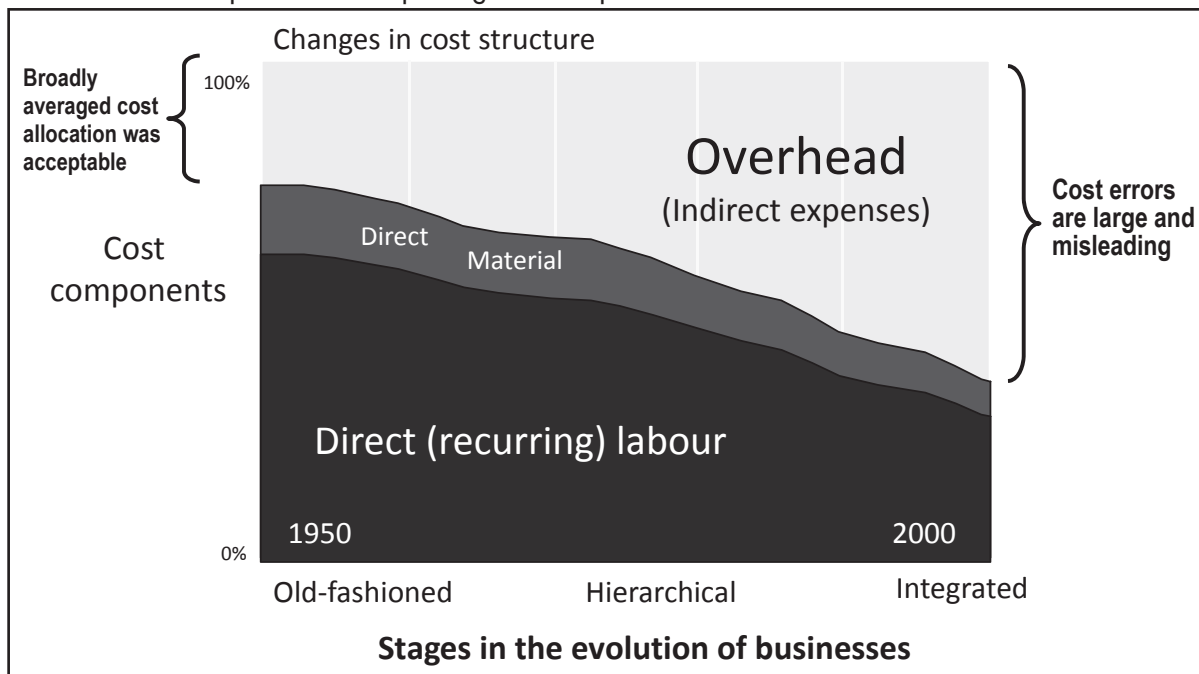 Changes in cost structure
Broadly
averaged cost
allocation was
acceptable
100%
Overhead
(Indirect expenses)
Cost errors
are large and
misleading
Direct
Material
Cost
components
Direct (recurring) labour
1950
2000
0%
Old-fashioned
Hierarchical
Integrated
Stages in the evolution of businesses